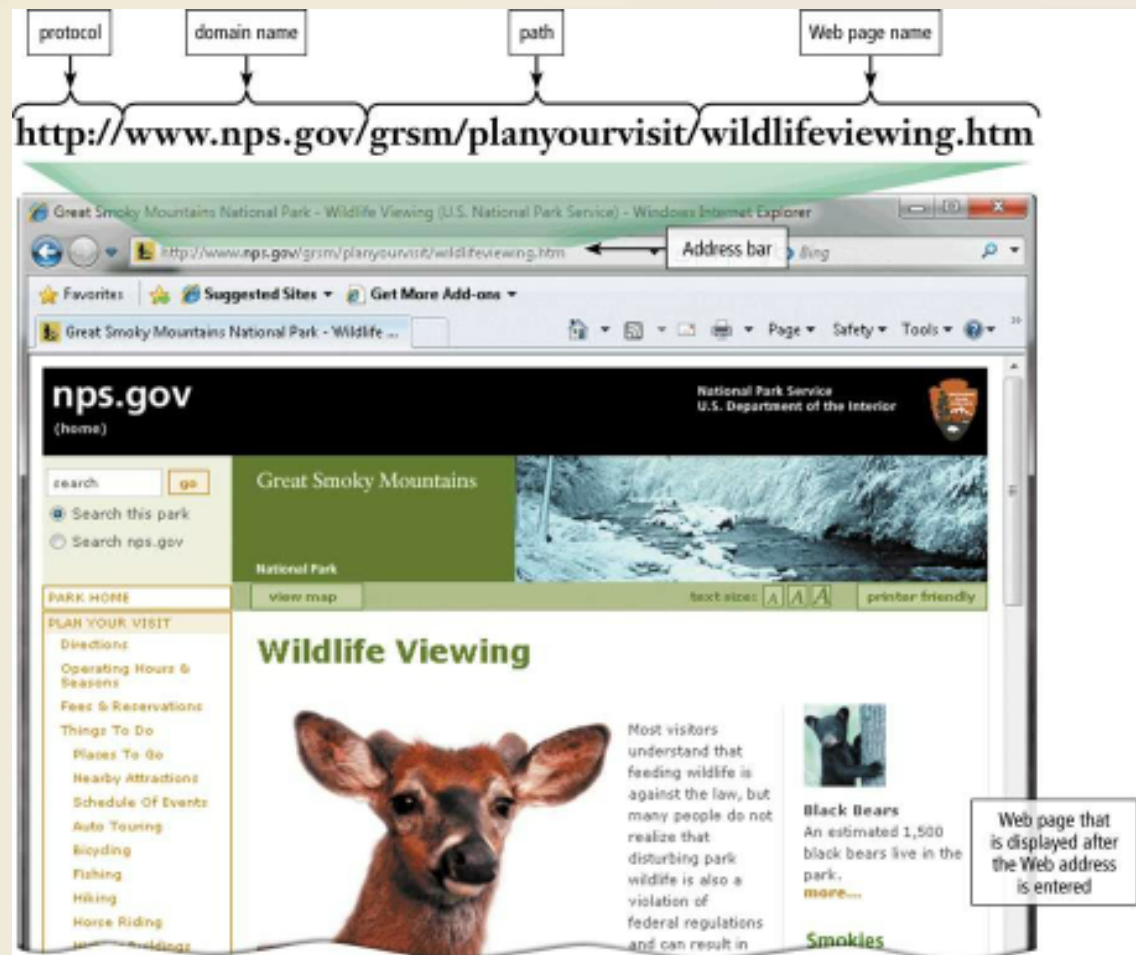 protocol
domain name
path
Web page name
http://www.nps.gov/grsm/planyourvisit/wildlifeviewing.htm
Great Smoky Mountains National Park - Wildlife Viewing (U.S. National Park Service) - Windows Internet Explorer
http://www.nps.gov/grsm/planyourvisit/wildlifeviewing.htm
Address bar
Bing
Favorites
Suggested Sites
Get More Add-ons
Great Smoky Mountains National Park - Wildlife ...
Page
Safety
Tools
nps.gov
(home)
National Park Service
U.S. Department of the Interior
search
go
Search this park
Search nps.gov
Great Smoky Mountains
National Park
view map
text size: A A A
printer friendly
PARK HOME
PLAN YOUR VISIT
Directions
Operating Hours &
Seasons
Fees & Reservations
Things To Do
Places To Go
Nearby Attractions
Schedule Of Events
Auto Touring
Bicycling
Fishing
Hiking
Horse Riding
Wildlife Viewing
Most visitors
understand that
feeding wildlife is
against the law, but
many people do not
realize that
disturbing park
wildlife is also a
violation of
federal regulations
and can result in
Black Bears
An estimated 1,500
black bears live in the
park.
more....
Smokies
Web page that
is displayed after
the Web address
is entered